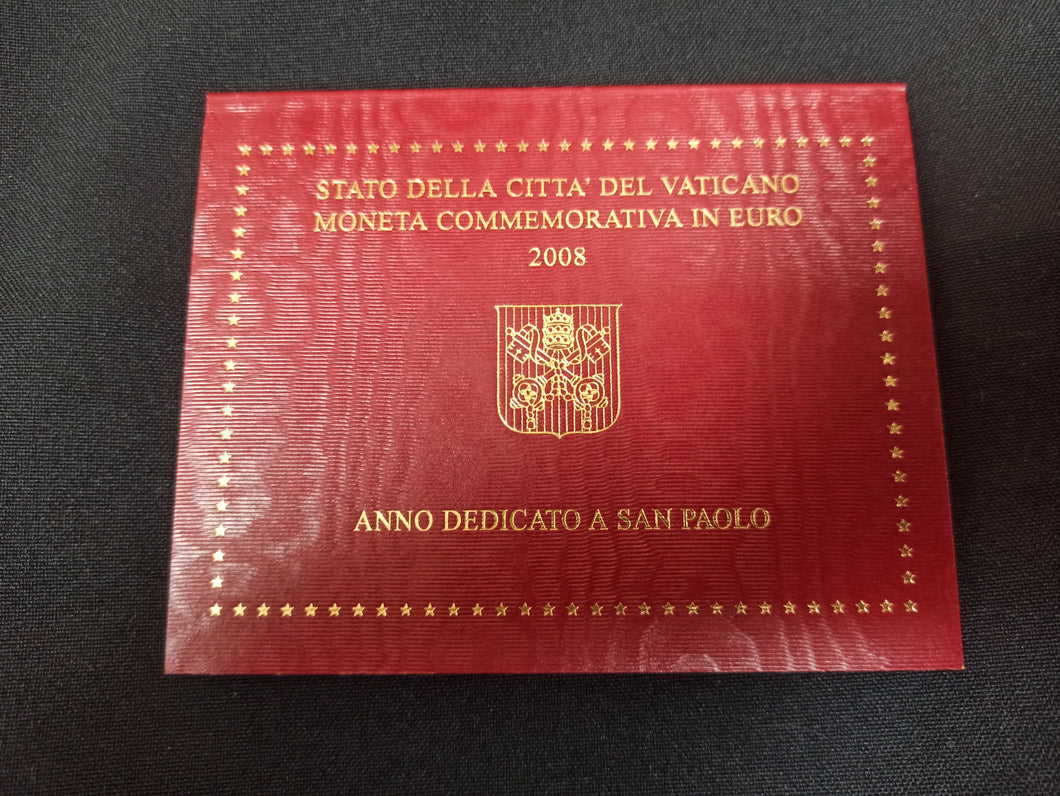 STATO DELLA CITTA' DEL VATICANO
MONETA COMMEMORATIVA IN EURO
2008
ANNO DEDICATO A SAN PAOLO